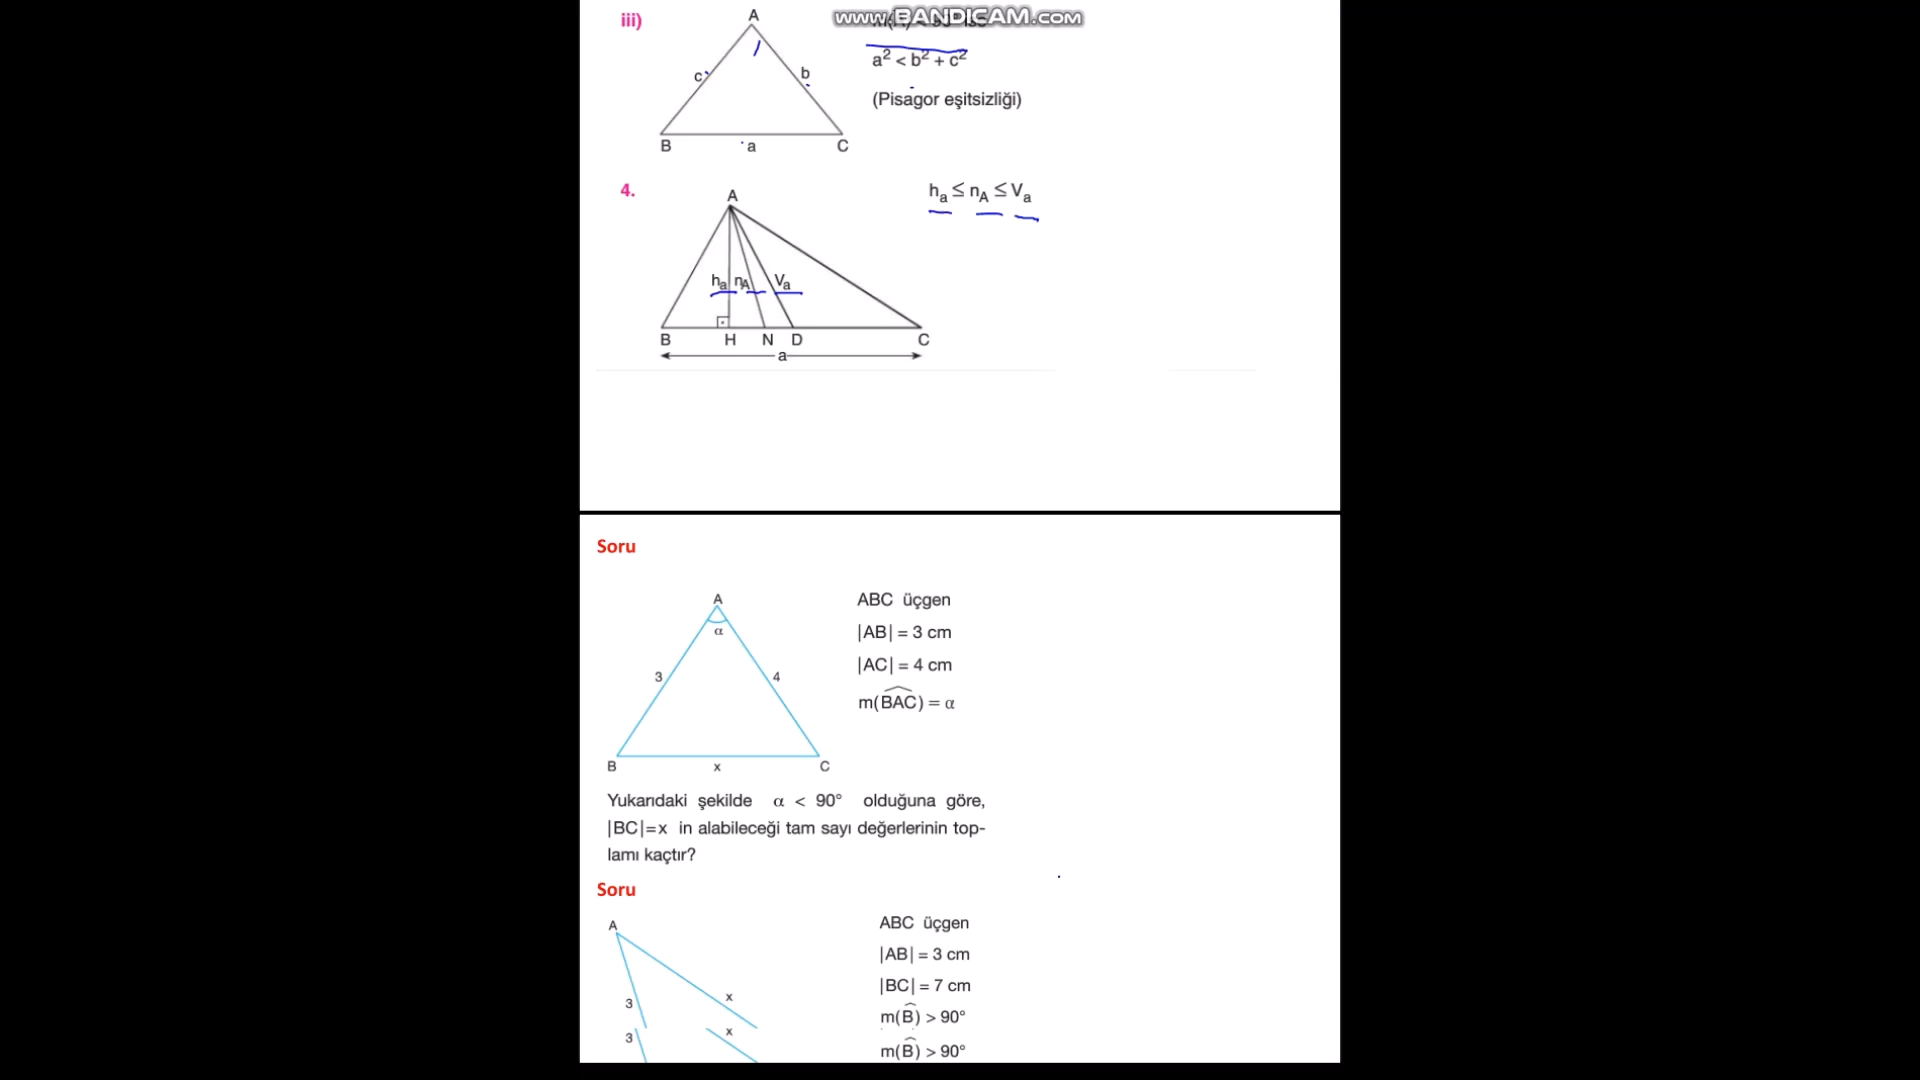 iii)
A
www.BANDICAM.com
a² < b² + c²
c
b
(Pisagor eşitsizliği)
B
a
C
4.
A
hₐ ≤ n_A ≤ Vₐ
hₐ n_A Vₐ
B H N D C
a
Soru
A
α
3
4
B
x
C
ABC üçgen
|AB| = 3 cm
|AC| = 4 cm
m(BAC) = α
Yukarıdaki şekilde α < 90° olduğuna göre,
|BC|=x in alabileceği tam sayı değerlerinin top-
lamı kaçtır?
Soru
A
3
x
3
x
ABC üçgen
|AB| = 3 cm
|BC| = 7 cm
m(B) > 90°
m(B) > 90°